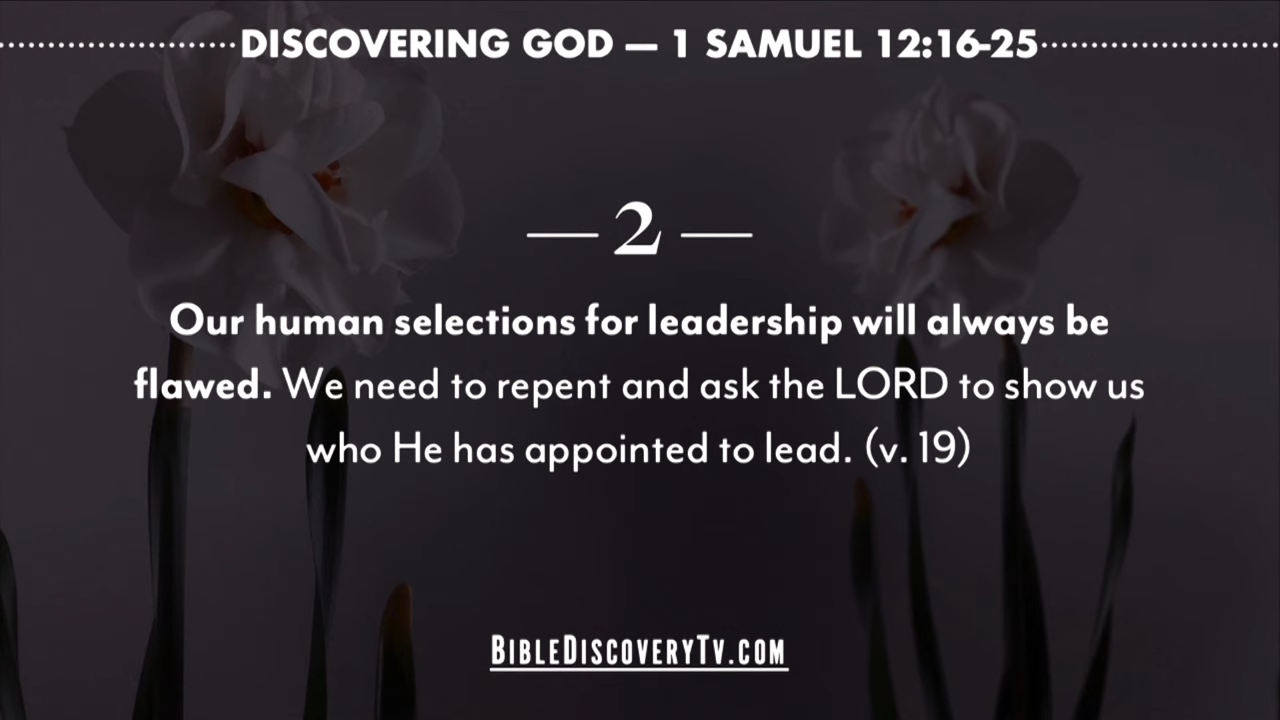 DISCOVERING GOD — 1 SAMUEL 12:16-25
— 2 —
Our human selections for leadership will always be
flawed. We need to repent and ask the LORD to show us
who He has appointed to lead. (v. 19)
BIBLEDISCOVERYTV.COM